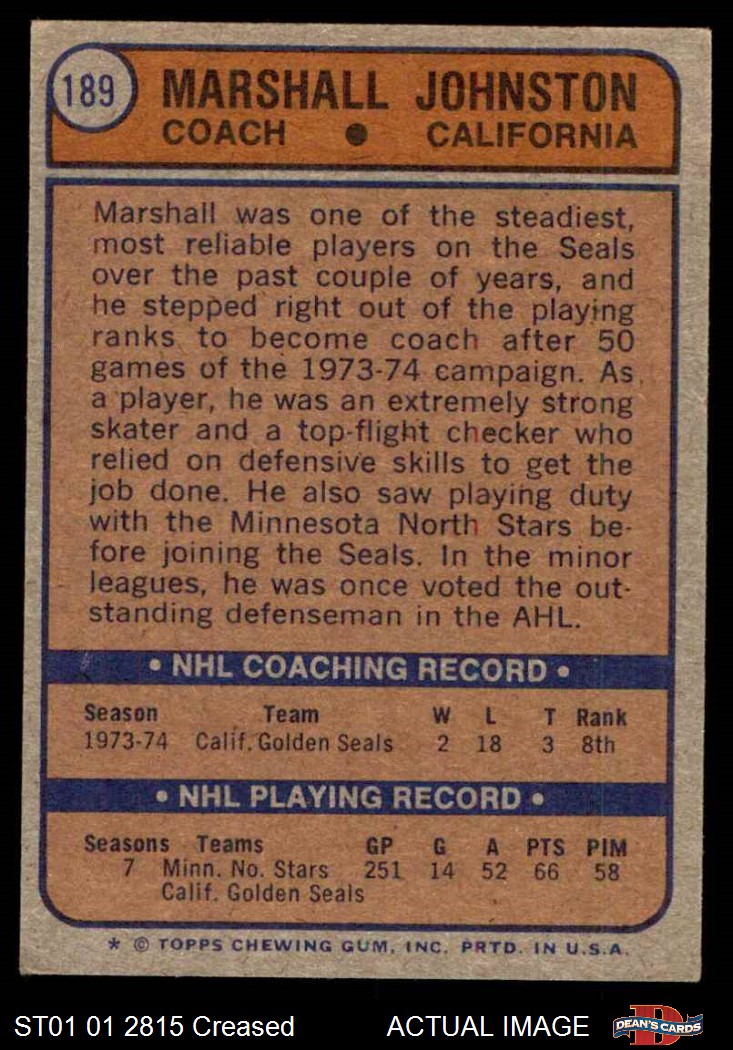 189
MARSHALL JOHNSTON
COACH • CALIFORNIA
Marshall was one of the steadiest,
most reliable players on the Seals
over the past couple of years, and
he stepped right out of the playing
ranks to become coach after 50
games of the 1973-74 campaign. As
a player, he was an extremely strong
skater and a top-flight checker who
relied on defensive skills to get the
job done. He also saw playing duty
with the Minnesota North Stars be-
fore joining the Seals. In the minor
leagues, he was once voted the out-
standing defenseman in the AHL.
• NHL COACHING RECORD •
Season Team W L T Rank
1973-74 Calif. Golden Seals 2 18 3 8th
• NHL PLAYING RECORD •
Seasons Teams GP G A PTS PIM
7 Minn. No. Stars 251 14 52 66 58
Calif. Golden Seals
* © TOPPS CHEWING GUM, INC. PRTD. IN U.S.A.
ST01 01 2815 Creased ACTUAL IMAGE
D
DEAN'S CARDS